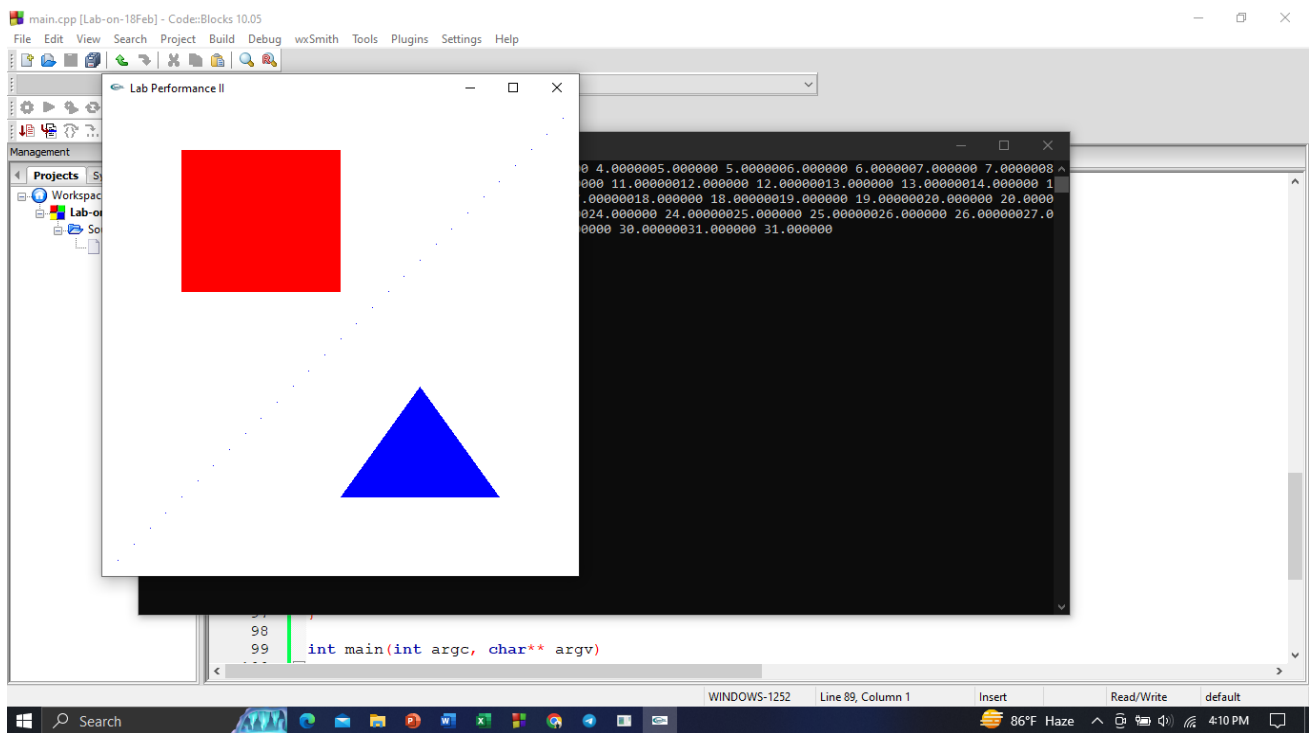 main.cpp [Lab-on-18Feb] - Code::Blocks 10.05
File Edit View Search Project Build Debug wxSmith Tools Plugins Settings Help
Lab Performance II
Management
Projects Sy
Workspac
Lab-on
Sou
0 4.0000005.000000 5.0000006.000000 6.0000007.000000 7.0000008
000 11.00000012.000000 12.00000013.000000 13.00000014.000000 1
.00000018.000000 18.00000019.000000 19.00000020.000000 20.0000
024.000000 24.00000025.000000 25.00000026.000000 26.00000027.0
0000 30.00000031.000000 31.000000
98
99 int main(int argc, char** argv)
WINDOWS-1252 Line 89, Column 1 Insert Read/Write default
Search 86°F Haze 4:10 PM